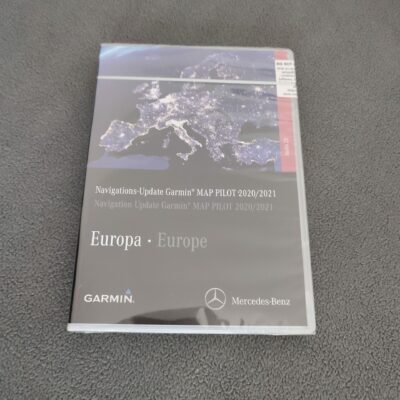 Navigations-Update Garmin® MAP PILOT 2020/2021
Navigation Update Garmin® MAP PILOT 2020/2021
Europa · Europe
GARMIN
Mercedes-Benz